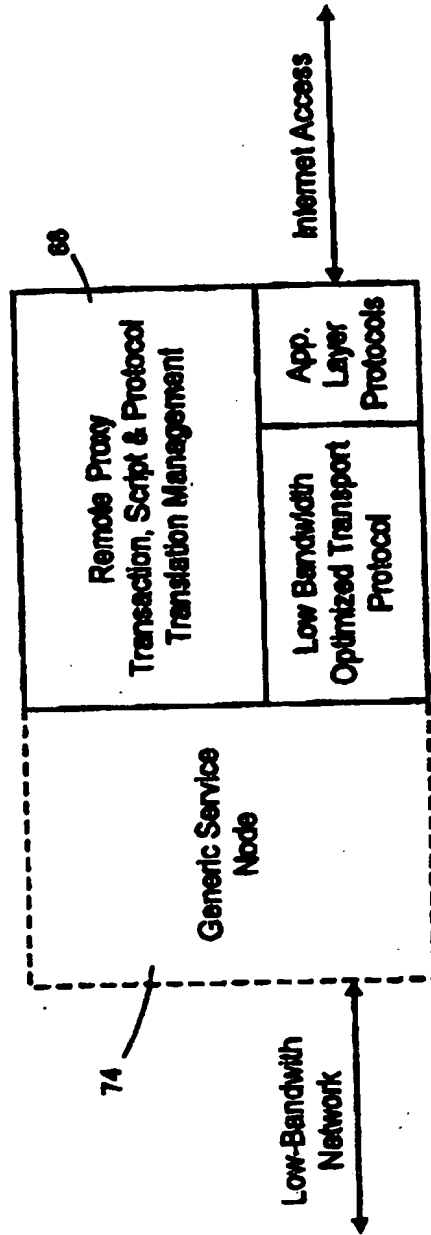 68
Remote Proxy
Transaction, Script & Protocol
Translation Management
Low Bandwidth
Optimized Transport
Protocol
App.
Layer
Protocols
Internet Access
74
Generic Service
Node
Low-Bandwith
Network